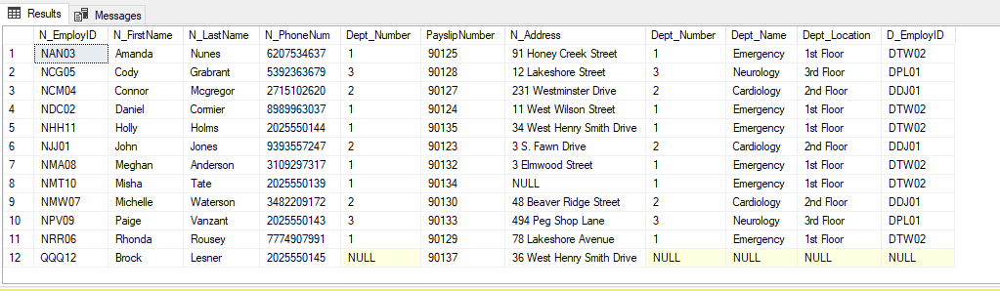 Results Messages
N_EmployID N_FirstName N_LastName N_PhoneNum Dept_Number PayslipNumber N_Address Dept_Number Dept_Name Dept_Location D_EmployID
1 NAN03 Amanda Nunes 6207534637 1 90125 91 Honey Creek Street 1 Emergency 1st Floor DTW02
2 NCG05 Cody Grabrant 5392363679 3 90128 12 Lakeshore Street 3 Neurology 3rd Floor DPL01
3 NCM04 Connor Mcgregor 2715102620 2 90127 231 Westminster Drive 2 Cardiology 2nd Floor DDJ01
4 NDC02 Daniel Cormier 8989963037 1 90124 11 West Wilson Street 1 Emergency 1st Floor DTW02
5 NHH11 Holly Holms 2025550144 1 90135 34 West Henry Smith Drive 1 Emergency 1st Floor DTW02
6 NJJ01 John Jones 9393557247 2 90123 3 S. Fawn Drive 2 Cardiology 2nd Floor DDJ01
7 NMA08 Meghan Anderson 3109297317 1 90132 3 Elmwood Street 1 Emergency 1st Floor DTW02
8 NMT10 Misha Tate 2025550139 1 90134 NULL 1 Emergency 1st Floor DTW02
9 NMW07 Michelle Waterson 3482209172 2 90130 48 Beaver Ridge Street 2 Cardiology 2nd Floor DDJ01
10 NPV09 Paige Vanzant 2025550143 3 90133 494 Peg Shop Lane 3 Neurology 3rd Floor DPL01
11 NRR06 Rhonda Rousey 7774907991 1 90129 78 Lakeshore Avenue 1 Emergency 1st Floor DTW02
12 QQQ12 Brock Lesner 2025550145 NULL 90137 36 West Henry Smith Drive NULL NULL NULL NULL